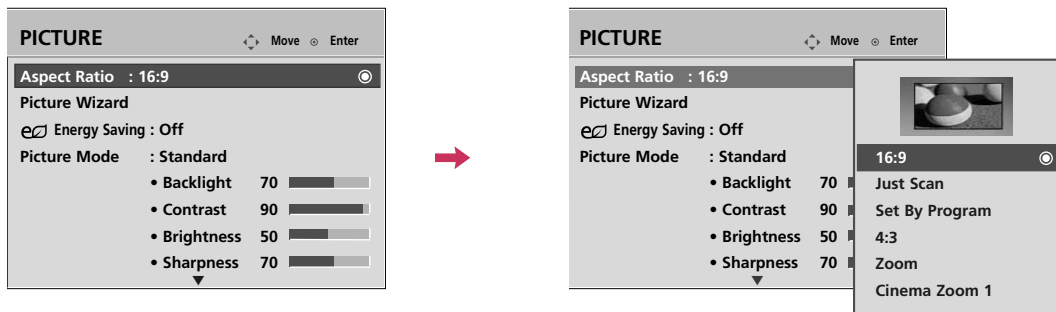 PICTURE Move Enter
Aspect Ratio : 16:9
Picture Wizard
Energy Saving : Off
Picture Mode : Standard
• Backlight 70
• Contrast 90
• Brightness 50
• Sharpness 70
PICTURE Move Enter
Aspect Ratio : 16:9
Picture Wizard
Energy Saving : Off
Picture Mode : Standard
• Backlight 70
• Contrast 90
• Brightness 50
• Sharpness 70
16:9
Just Scan
Set By Program
4:3
Zoom
Cinema Zoom 1